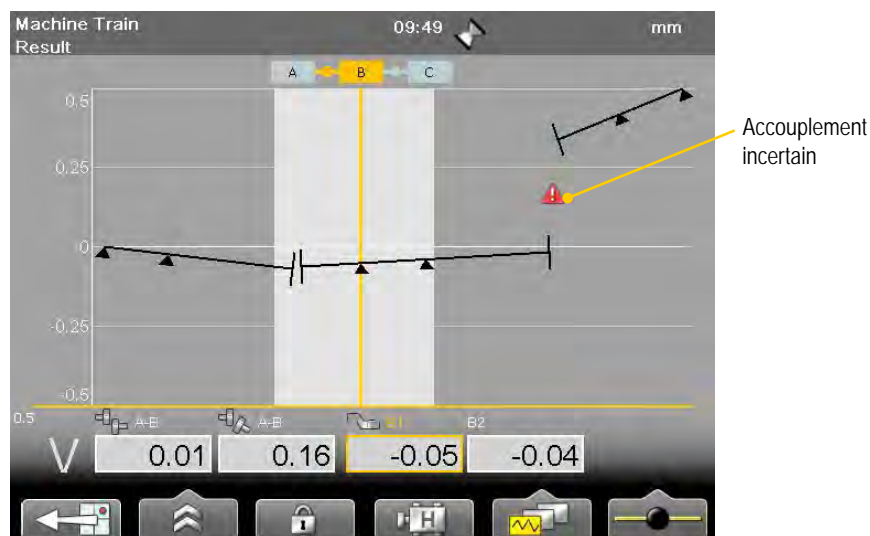 Machine Train 09:49 mm
Result
A B C
0.5
0.25
0
-0.25
-0.5
0.5 A-B A-B B1 B2
V 0.01 0.16 -0.05 -0.04
H
Accouplement
incertain